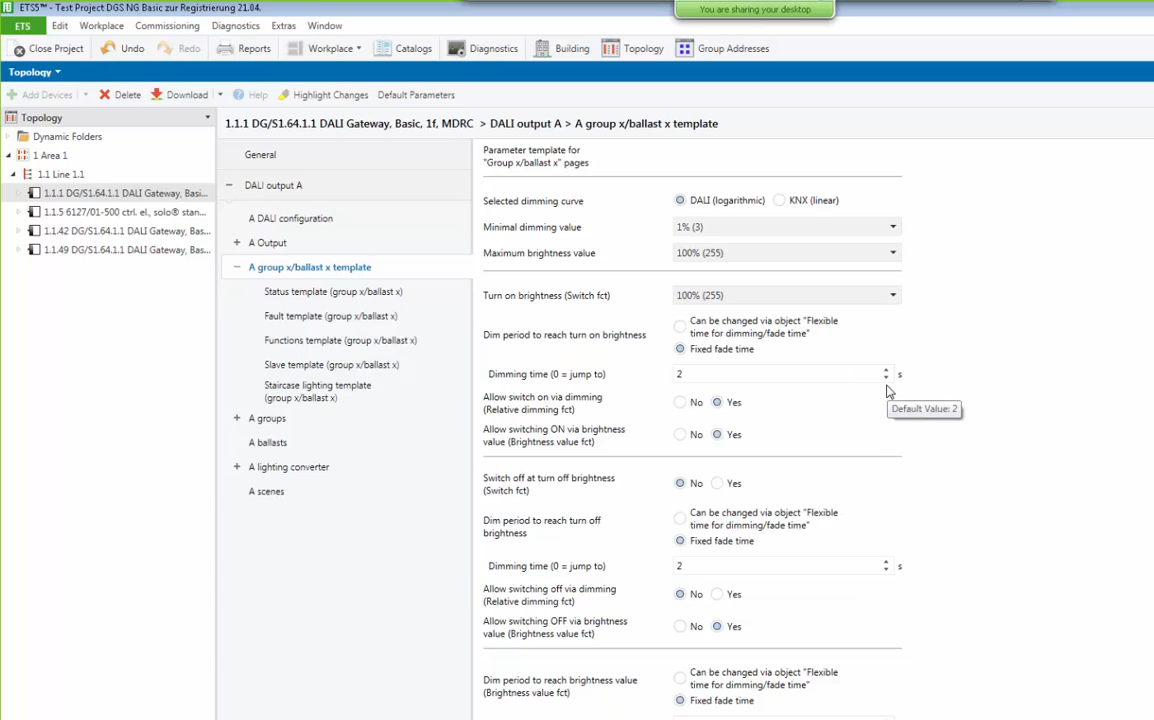 ETS5™ - Test Project DGS NG Basic zur Registrierung 21.04.
You are sharing your desktop
ETS Edit Workplace Commissioning Diagnostics Extras Window
Close Project Undo Redo Reports Workplace Catalogs Diagnostics Building Topology Group Addresses
Topology
Add Devices Delete Download Help Highlight Changes Default Parameters
Topology
Dynamic Folders
1 Area 1
1.1 Line 1.1
1.1.1 DG/S1.64.1.1 DALI Gateway, Basi...
1.1.5 6127/01-500 ctrl. el., solo® stan...
1.1.42 DG/S1.64.1.1 DALI Gateway, Bas...
1.1.49 DG/S1.64.1.1 DALI Gateway, Bas...
1.1.1 DG/S1.64.1.1 DALI Gateway, Basic, 1f, MDRC > DALI output A > A group x/ballast x template
General
DALI output A
A DALI configuration
A Output
A group x/ballast x template
Status template (group x/ballast x)
Fault template (group x/ballast x)
Functions template (group x/ballast x)
Slave template (group x/ballast x)
Staircase lighting template
(group x/ballast x)
A groups
A ballasts
A lighting converter
A scenes
Parameter template for
"Group x/ballast x" pages
Selected dimming curve DALI (logarithmic) KNX (linear)
Minimal dimming value 1% (3)
Maximum brightness value 100% (255)
Turn on brightness (Switch fct) 100% (255)
Dim period to reach turn on brightness
Can be changed via object "Flexible
time for dimming/fade time"
Fixed fade time
Dimming time (0 = jump to) 2 s
Default Value: 2
Allow switch on via dimming
(Relative dimming fct)
No Yes
Allow switching ON via brightness
value (Brightness value fct)
No Yes
Switch off at turn off brightness
(Switch fct)
No Yes
Dim period to reach turn off
brightness
Can be changed via object "Flexible
time for dimming/fade time"
Fixed fade time
Dimming time (0 = jump to) 2 s
Allow switching off via dimming
(Relative dimming fct)
No Yes
Allow switching OFF via brightness
value (Brightness value fct)
No Yes
Dim period to reach brightness value
(Brightness value fct)
Can be changed via object "Flexible
time for dimming/fade time"
Fixed fade time